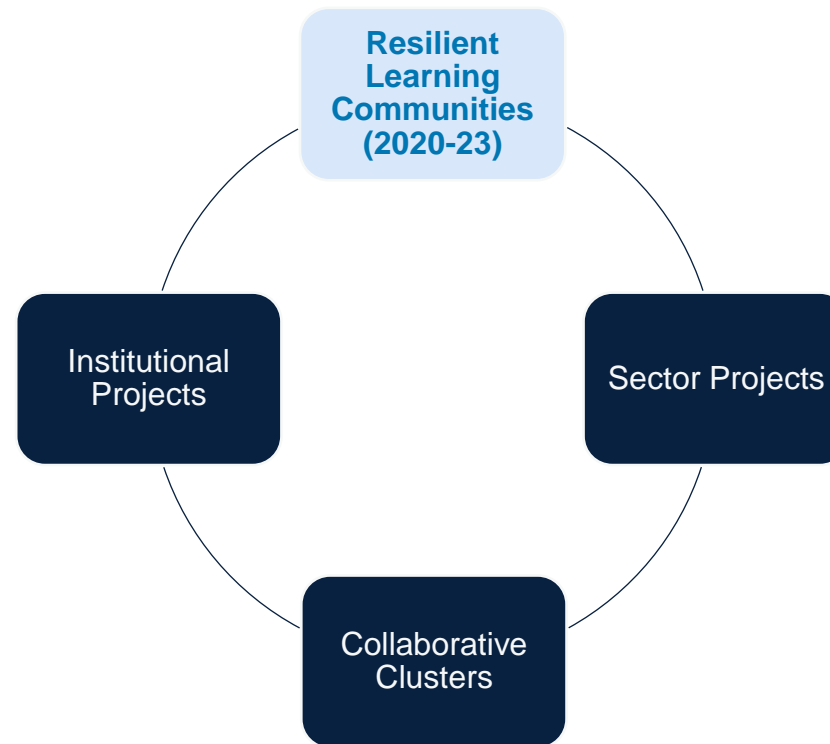 Resilient
Learning
Communities
(2020-23)
Institutional
Projects
Sector Projects
Collaborative
Clusters